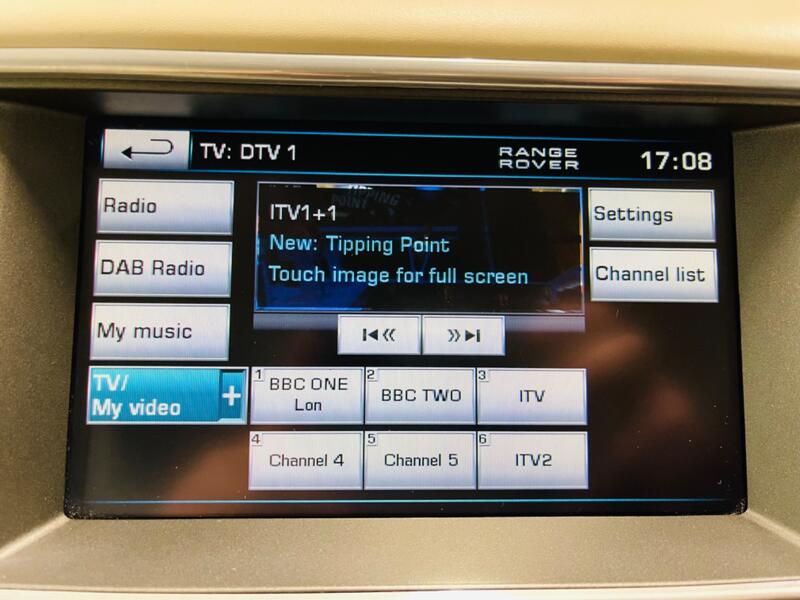 TV: DTV 1
RANGE
ROVER
17:08
Radio
DAB Radio
My music
TV/
My video
+
TIPPING
POINT
ITV1+1
New: Tipping Point
Touch image for full screen
Settings
Channel list
1 BBC ONE
Lon
2 BBC TWO
3 ITV
4 Channel 4
5 Channel 5
6 ITV2